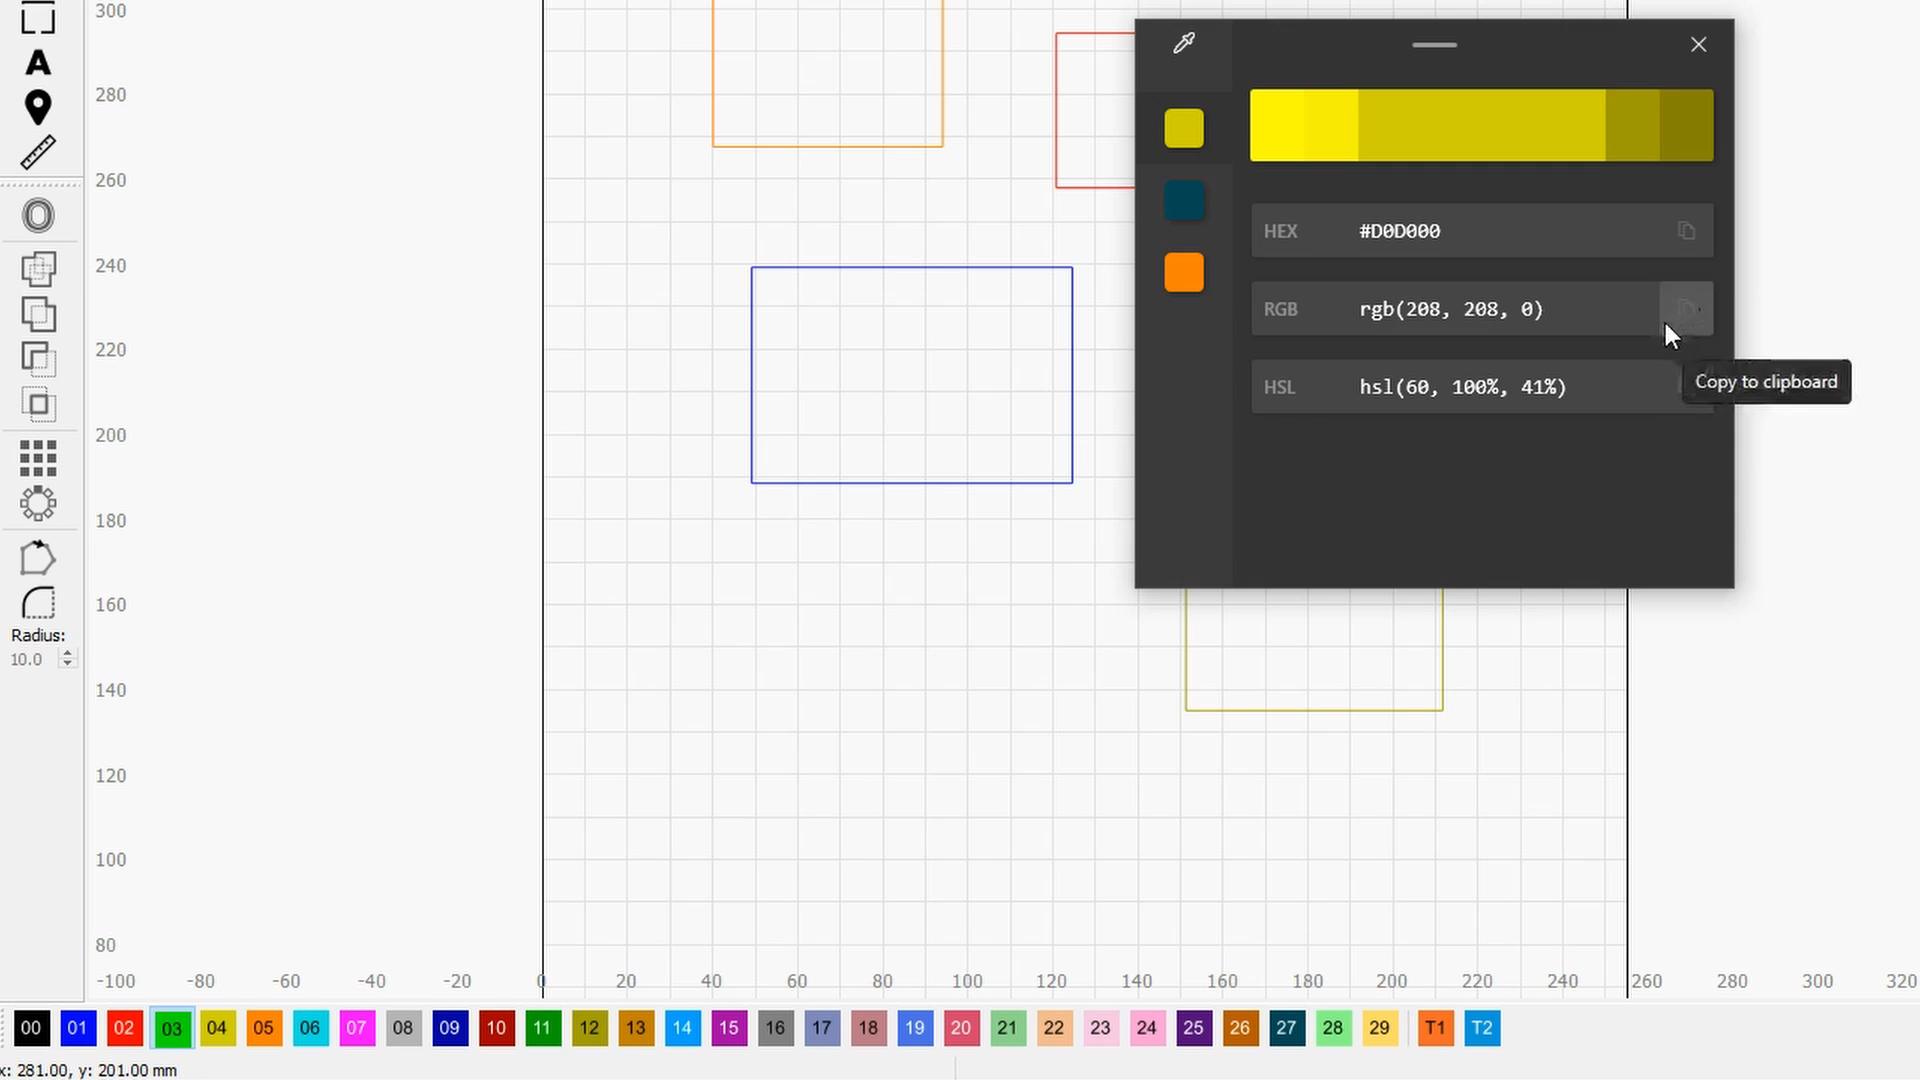 300
280
260
240
220
200
180
160
140
120
100
80
A
Radius:
10.0
HEX #D0D000
RGB rgb(208, 208, 0)
HSL hsl(60, 100%, 41%)
Copy to clipboard
-100 -80 -60 -40 -20 0 20 40 60 80 100 120 140 160 180 200 220 240 260 280 300 320
00 01 02 03 04 05 06 07 08 09 10 11 12 13 14 15 16 17 18 19 20 21 22 23 24 25 26 27 28 29 T1 T2
x: 281.00, y: 201.00 mm